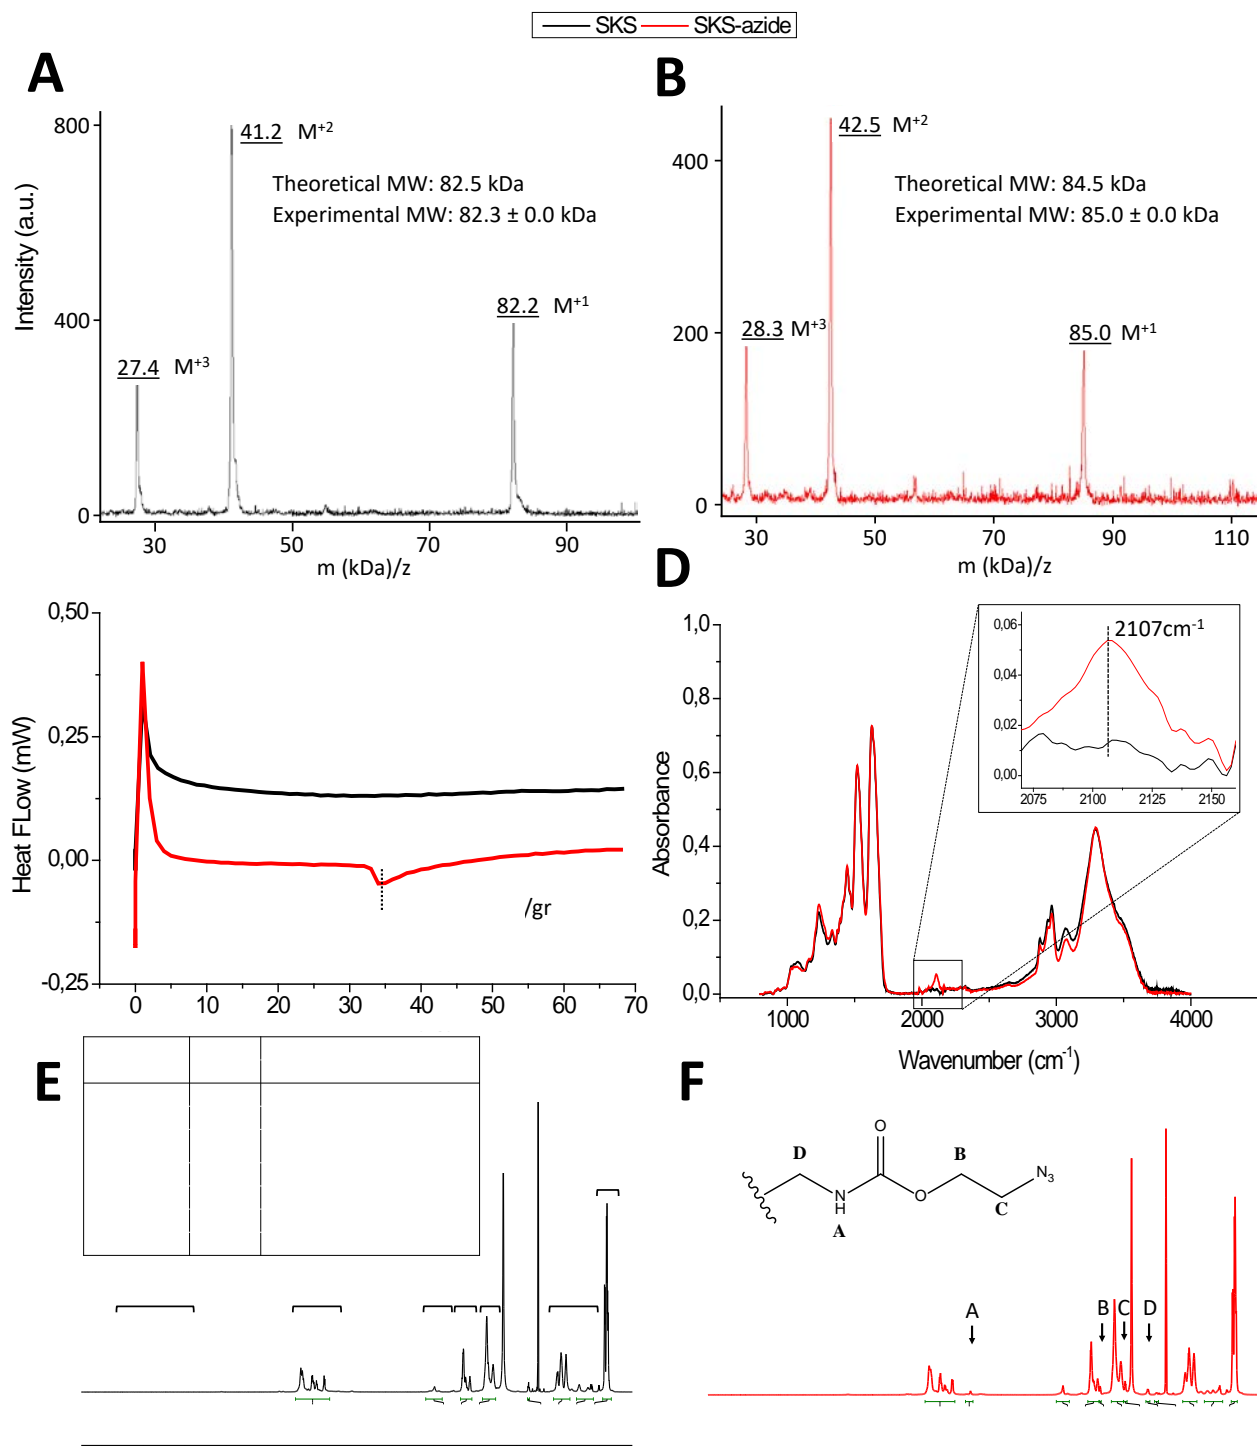 SKS SKS-azide
A
800
400
0
Intensity (a.u.)
41.2 M+2
Theoretical MW: 82.5 kDa
Experimental MW: 82.3 ± 0.0 kDa
82.2 M+1
27.4 M+3
30 50 70 90
m (kDa)/z
B
400
200
0
42.5 M+2
Theoretical MW: 84.5 kDa
Experimental MW: 85.0 ± 0.0 kDa
28.3 M+3
85.0 M+1
30 50 70 90 110
m (kDa)/z
0,50
0,25
0,00
-0,25
Heat FLow (mW)
/gr
0 10 20 30 40 50 60 70
D
1,0
0,8
0,6
0,4
0,2
0,0
Absorbance
0,06
0,04
0,02
0,00
2107cm-1
2075 2100 2125 2150
1000 2000 3000 4000
Wavenumber (cm-1)
E
F
O
D
B
N3
N
H
O
C
A
A
B C D